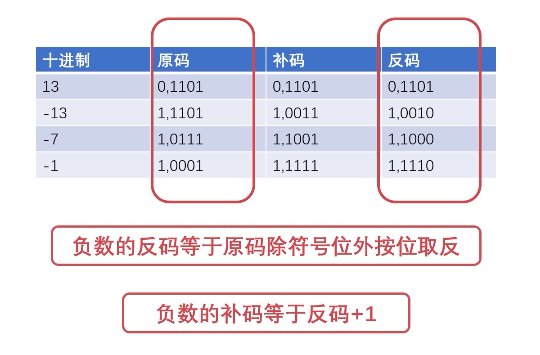 十进制 原码 补码 反码
13 0,1101 0,1101 0,1101
-13 1,1101 1,0011 1,0010
-7 1,0111 1,1001 1,1000
-1 1,0001 1,1111 1,1110
负数的反码等于原码除符号位外按位取反
负数的补码等于反码+1